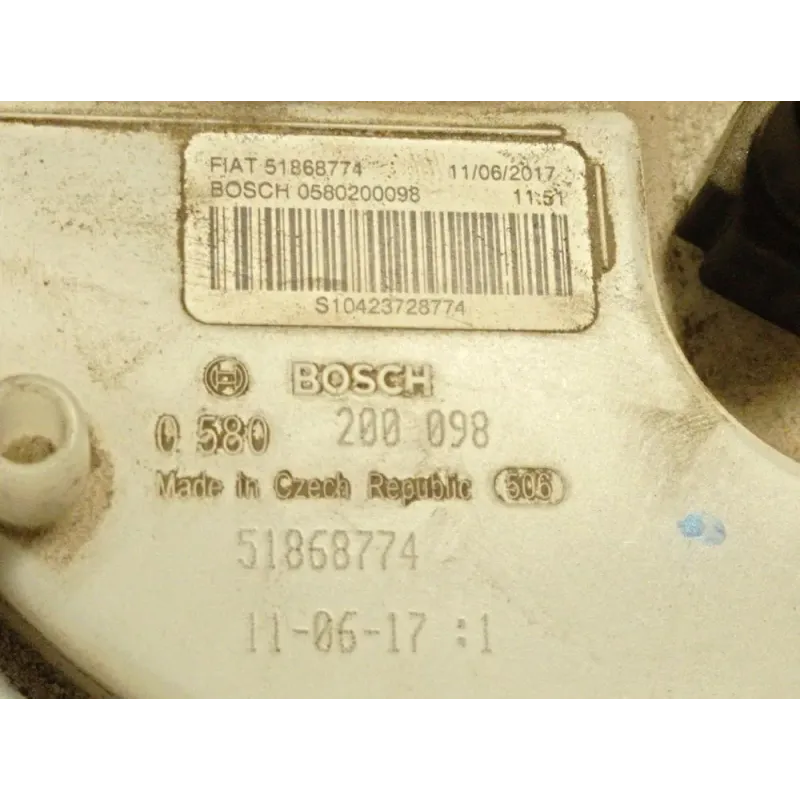 FIAT 51868774 11/06/2017
BOSCH 0580200098 11:51
S10423728774
BOSCH
0 580 200 098
Made in Czech Republic 506
51868774
11-06-17 :1